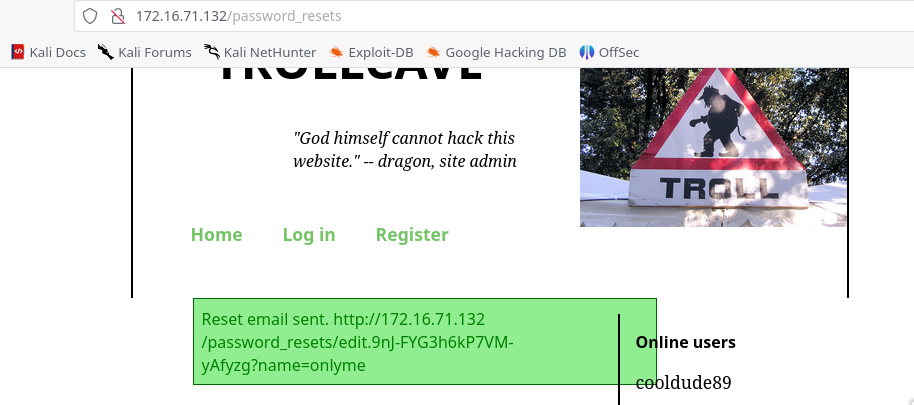 172.16.71.132/password_resets
Kali Docs Kali Forums Kali NetHunter Exploit-DB Google Hacking DB OffSec
TROLLCAVE
"God himself cannot hack this
website." -- dragon, site admin
TROLL
Home Log in Register
Reset email sent. http://172.16.71.132
/password_resets/edit.9nJ-FYG3h6kP7VM-
yAfyzg?name=onlyme
Online users
cooldude89